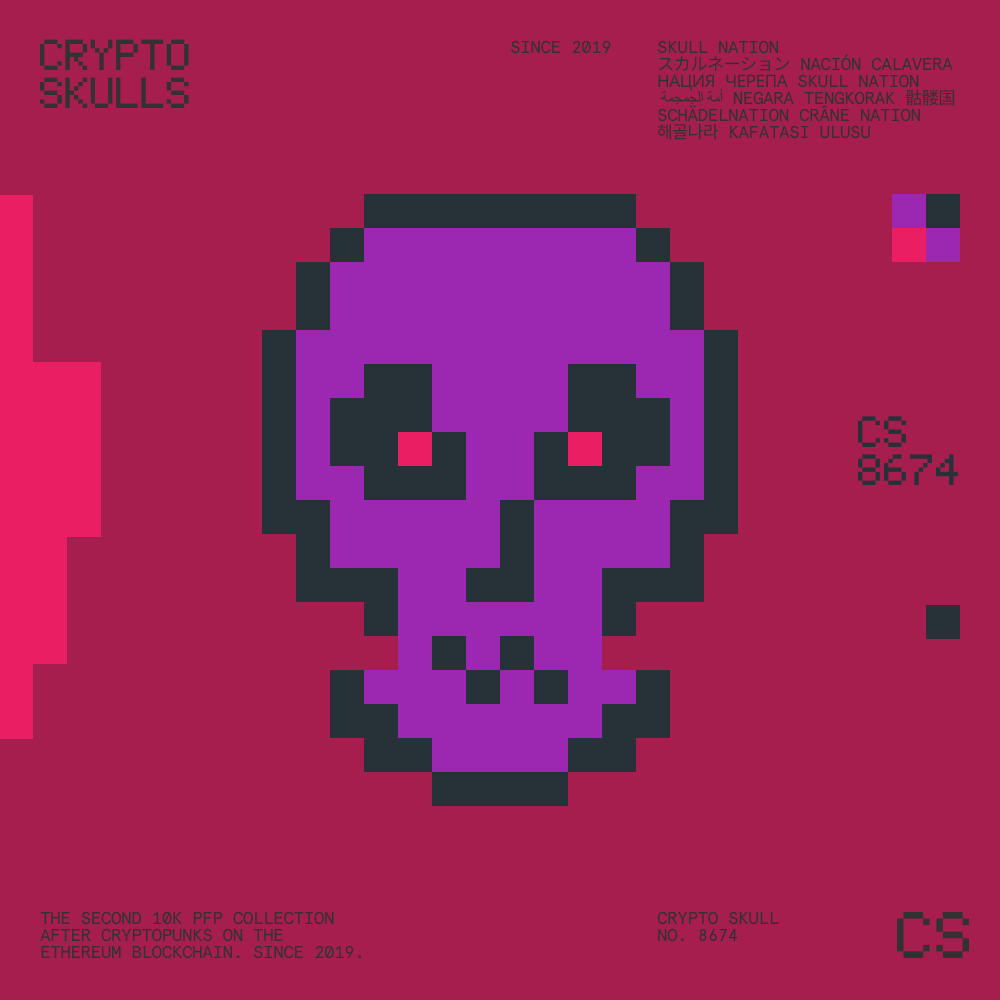 CRYPTO
SKULLS
SINCE 2019
SKULL NATION
スカルネーション NACIÓN CALAVERA
НАЦИЯ ЧЕРЕПА SKULL NATION
أمة الجمجمة NEGARA TENGKORAK 骷髅国
SCHÄDELNATION CRÂNE NATION
해골나라 KAFATASI ULUSU
CS
8674
THE SECOND 10K PFP COLLECTION
AFTER CRYPTOPUNKS ON THE
ETHEREUM BLOCKCHAIN. SINCE 2019.
CRYPTO SKULL
NO. 8674
CS